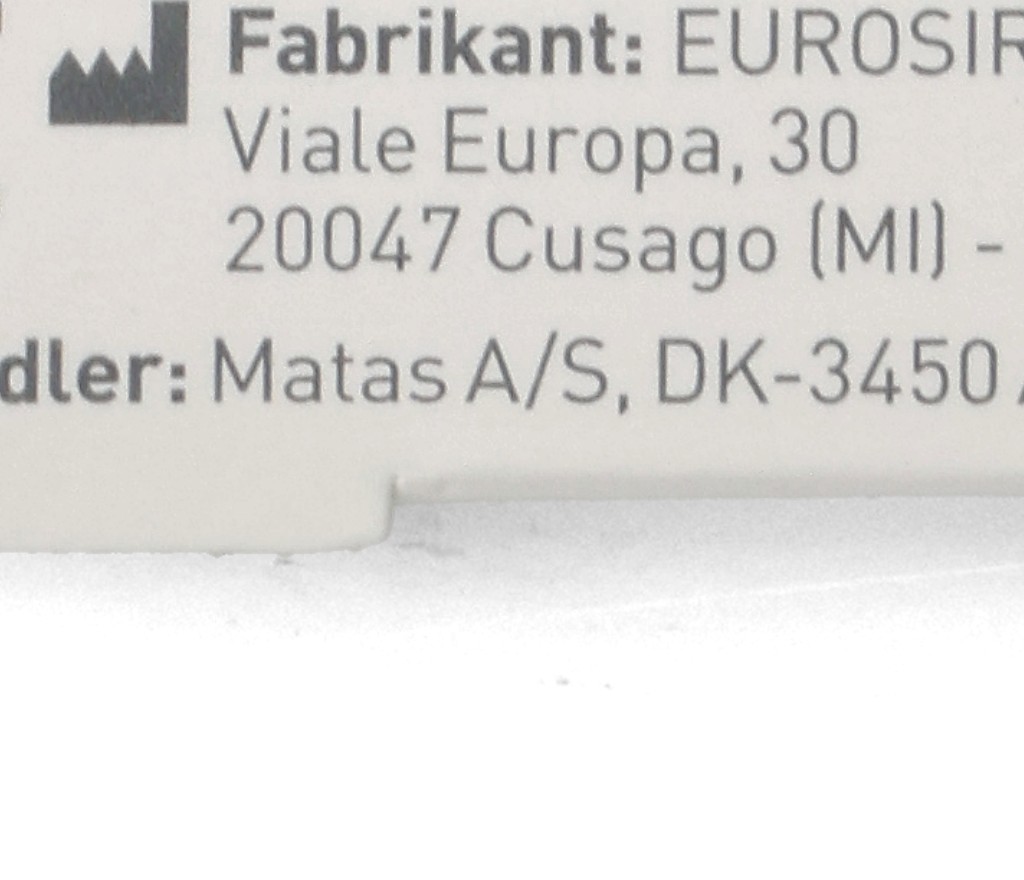 Fabrikant: EUROSIR
Viale Europa, 30
20047 Cusago (MI) -
dler: Matas A/S, DK-3450